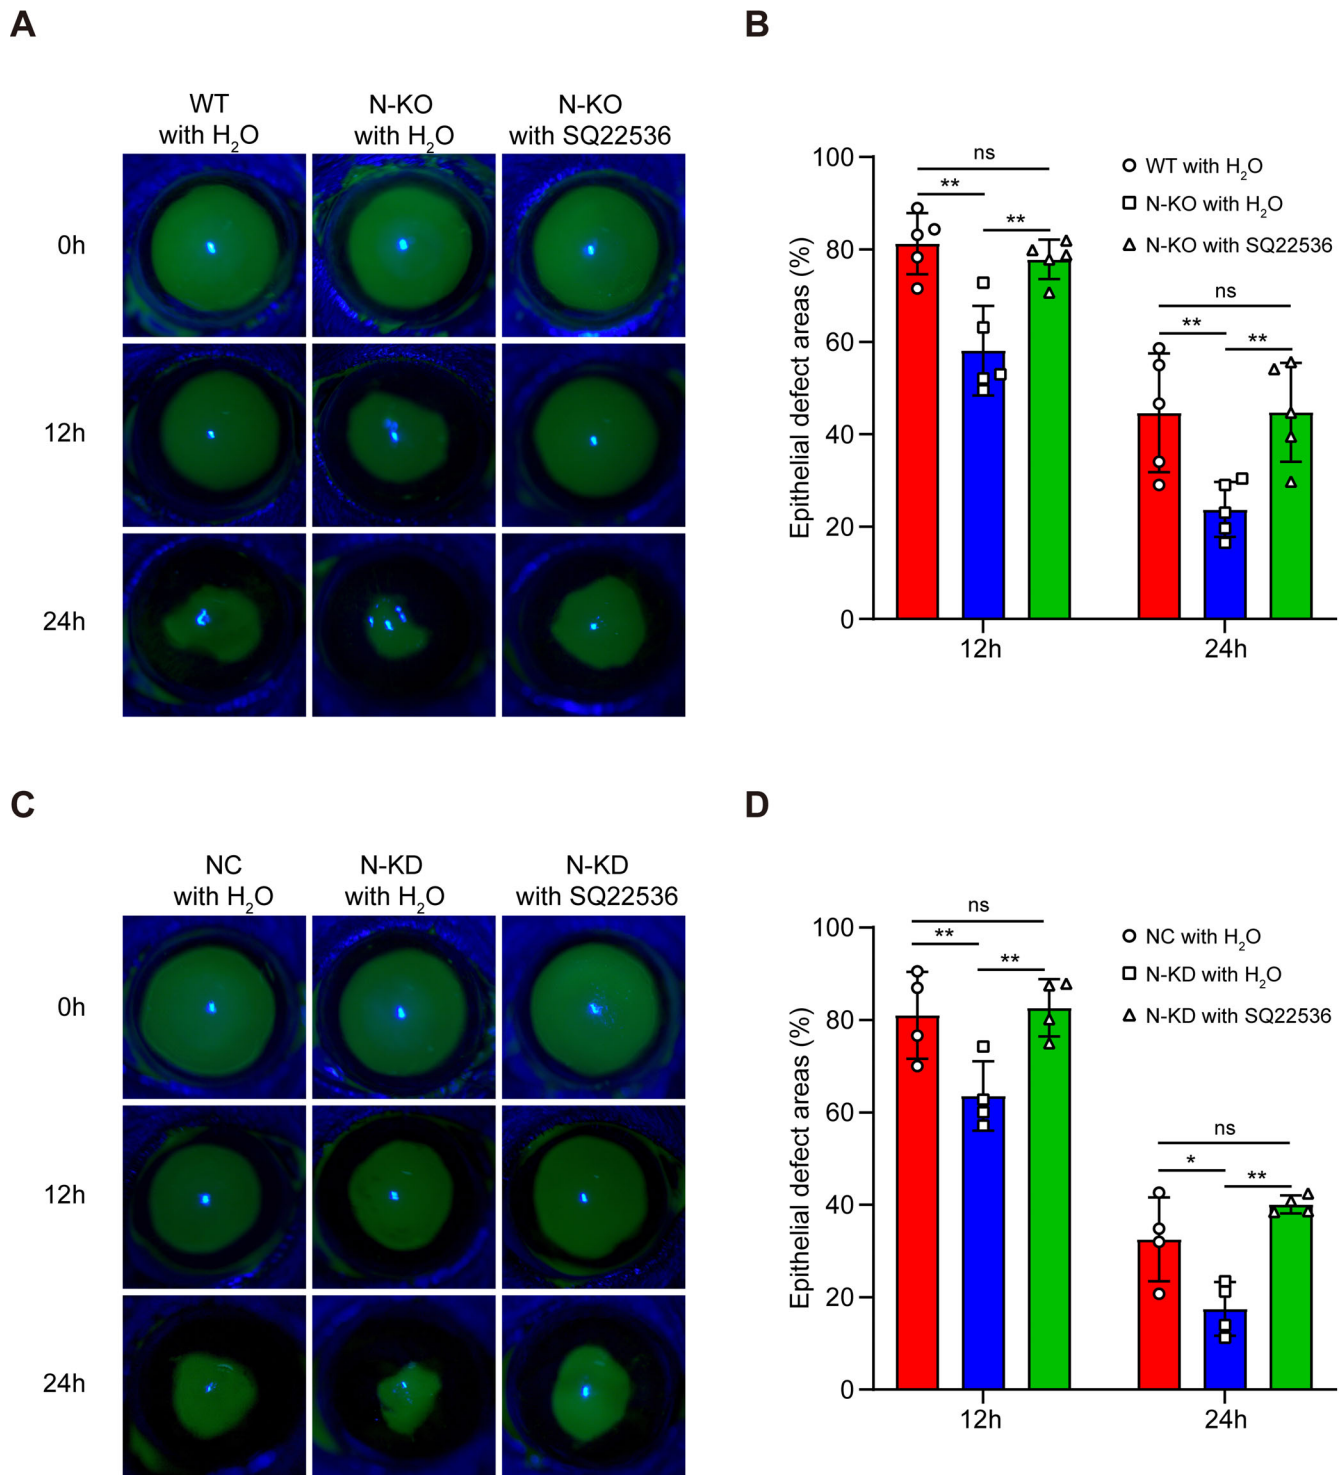 A
WT
with H₂O
N-KO
with H₂O
N-KO
with SQ22536
0h
12h
24h
B
Epithelial defect areas (%)
100
80
60
40
20
0
ns
**
**
ns
**
**
12h
24h
WT with H₂O
N-KO with H₂O
N-KO with SQ22536
C
NC
with H₂O
N-KD
with H₂O
N-KD
with SQ22536
0h
12h
24h
D
Epithelial defect areas (%)
100
80
60
40
20
0
ns
**
**
ns
*
**
12h
24h
NC with H₂O
N-KD with H₂O
N-KD with SQ22536